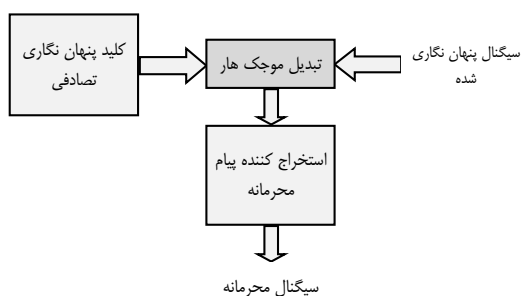 کلید پنهان نگاری
تصادفی
تبدیل موجک هار
سیگنال پنهان نگاری
شده
استخراج کننده پیام
محرمانه
سیگنال محرمانه